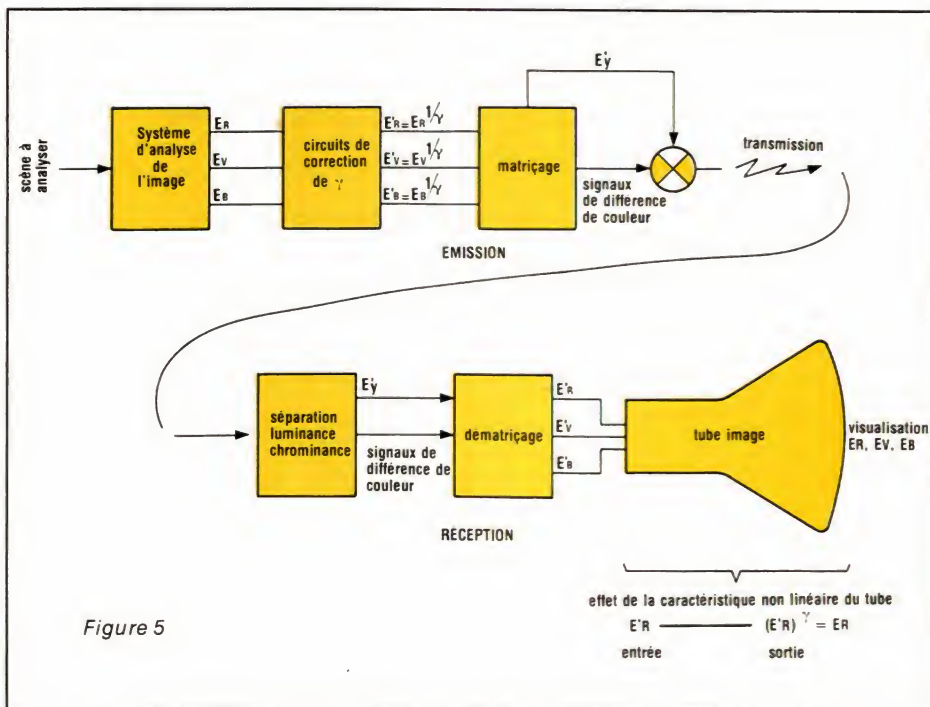 E'y
scène à
analyser
Système
d'analyse
de
l'image
ER
EV
EB
circuits de
correction
de γ
E'R=ER 1/γ
E'V=EV 1/γ
E'B=EB 1/γ
matriçage
signaux
de différence
de couleur
transmission
EMISSION
séparation
luminance
chrominance
E'y
signaux de
différence de
couleur
dématriçage
E'R
E'V
E'B
tube image
visualisation
ER, EV, EB
RÉCEPTION
effet de la caractéristique non linéaire du tube
E'R (E'R) γ = ER
entrée sortie
Figure 5